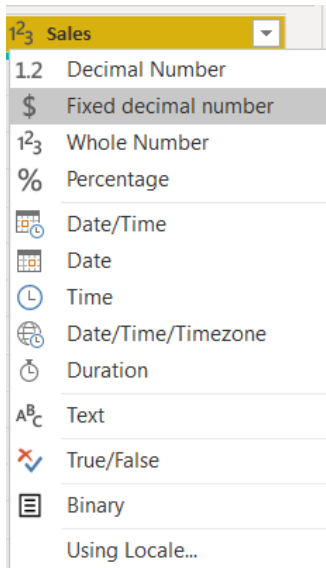 1²3 Sales
1.2 Decimal Number
$ Fixed decimal number
1²3 Whole Number
% Percentage
Date/Time
Date
Time
Date/Time/Timezone
Duration
ABC Text
True/False
Binary
Using Locale...